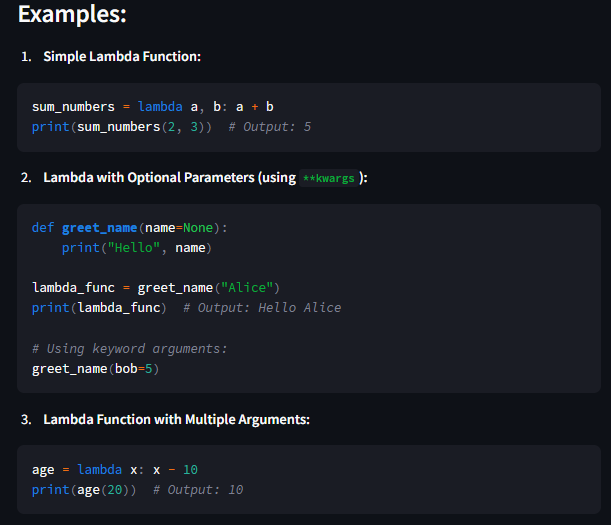 Examples:
1. Simple Lambda Function:
sum_numbers = lambda a, b: a + b
print(sum_numbers(2, 3))  # Output: 5
2. Lambda with Optional Parameters (using **kwargs ):
def greet_name(name=None):
    print("Hello", name)
lambda_func = greet_name("Alice")
print(lambda_func)  # Output: Hello Alice
# Using keyword arguments:
greet_name(bob=5)
3. Lambda Function with Multiple Arguments:
age = lambda x: x - 10
print(age(20))  # Output: 10